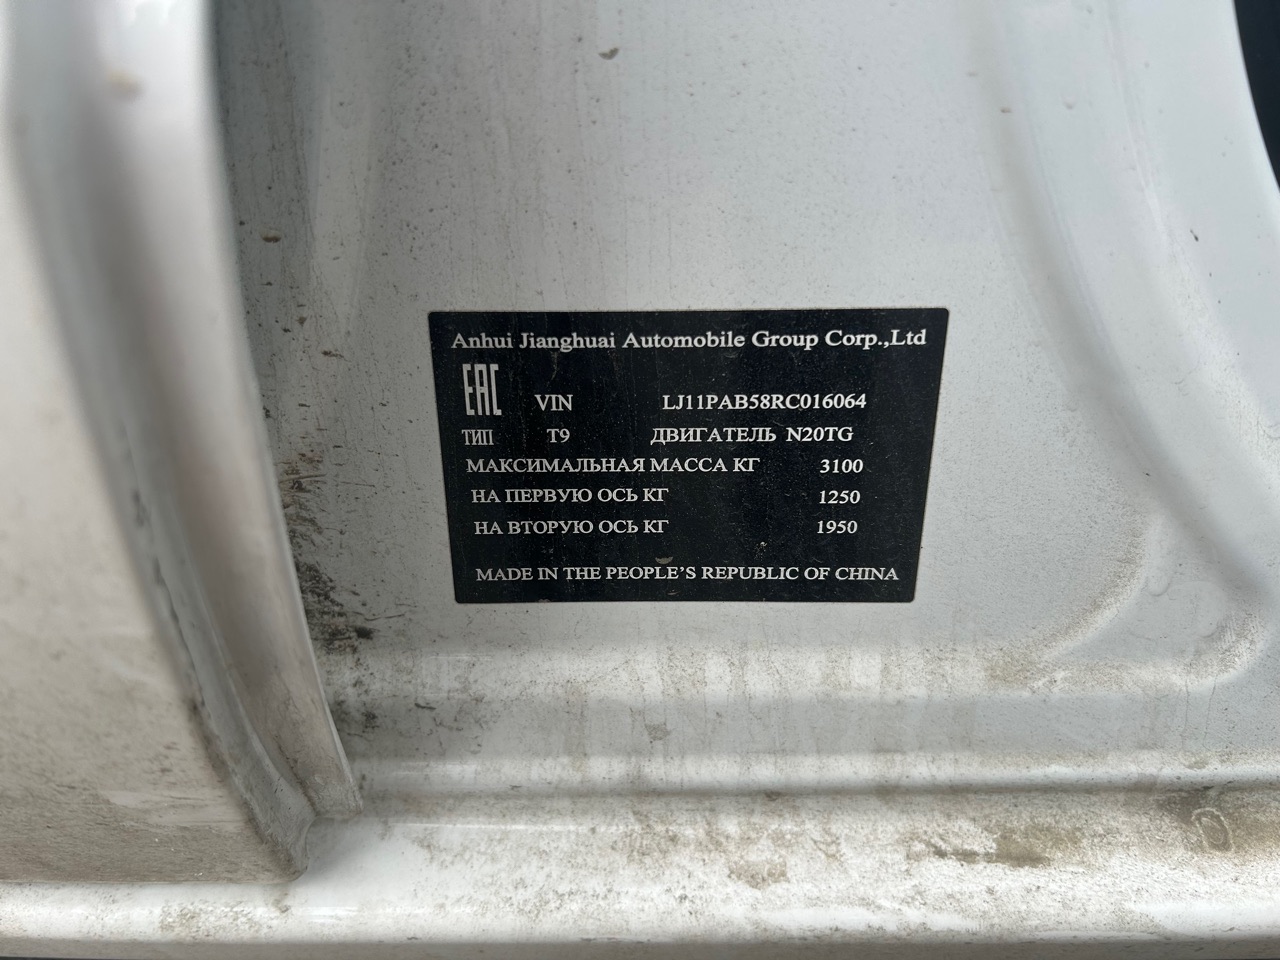 Anhui Jianghuai Automobile Group Corp.,Ltd
EAC VIN LJ11PAB58RC016064
ТИП T9 ДВИГАТЕЛЬ N20TG
МАКСИМАЛЬНАЯ МАССА КГ 3100
НА ПЕРВУЮ ОСЬ КГ 1250
НА ВТОРУЮ ОСЬ КГ 1950
MADE IN THE PEOPLE'S REPUBLIC OF CHINA